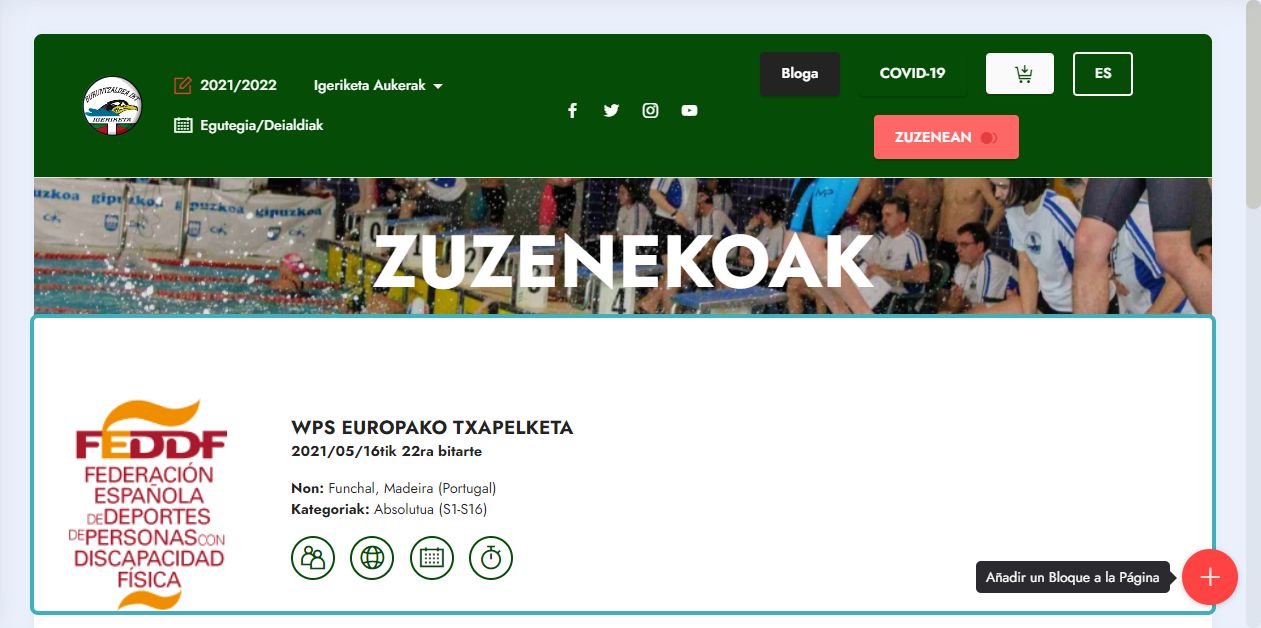 BURUNTZALDEA IKT
IGERIKETA
2021/2022
Igeriketa Aukerak
Egutegia/Deialdiak
Bloga
COVID-19
ES
ZUZENEAN
uzkoa gipuzkoa gipuzkoa gipuzkoa
ZUZENEKOAK
FEDDF
FEDERACIÓN
ESPAÑOLA
DE DEPORTES
DE PERSONAS CON
DISCAPACIDAD
FÍSICA
WPS EUROPAKO TXAPELKETA
2021/05/16tik 22ra bitarte
Non: Funchal, Madeira (Portugal)
Kategoriak: Absolutua (S1-S16)
Añadir un Bloque a la Página